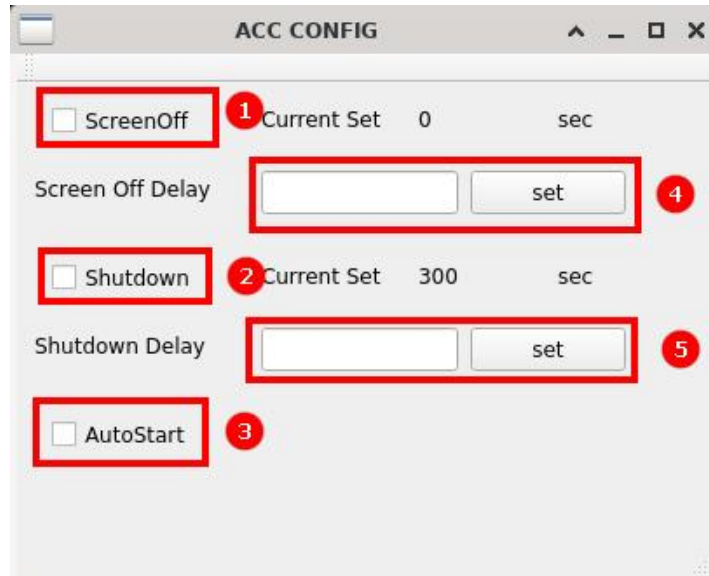 ACC CONFIG
ScreenOff 1 Current Set 0 sec
Screen Off Delay set 4
Shutdown 2 Current Set 300 sec
Shutdown Delay set 5
AutoStart 3